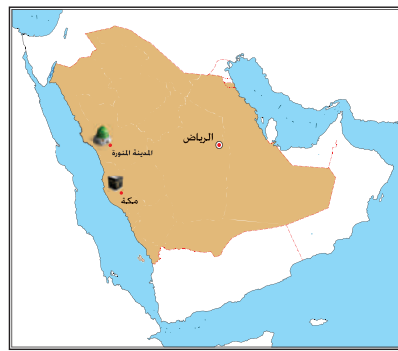 الرياض
المدينة المنورة
مكة